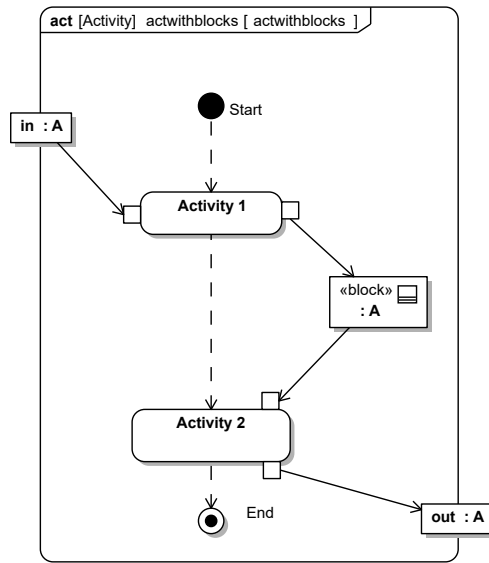 act [Activity] actwithblocks [ actwithblocks ]
Start
in : A
Activity 1
«block»
: A
Activity 2
End
out : A